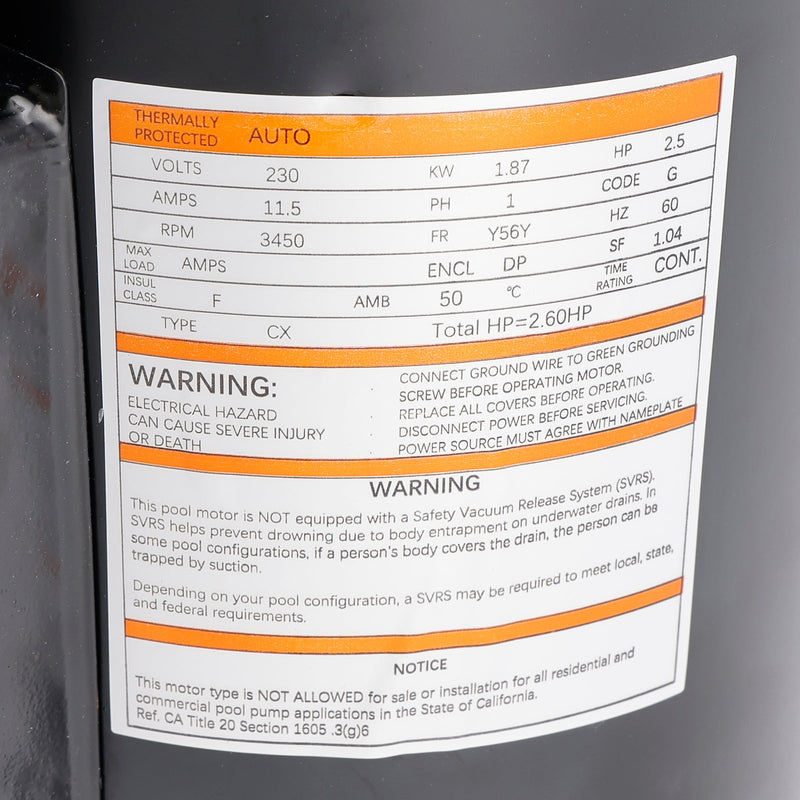 THERMALLY PROTECTED AUTO
VOLTS 230 KW 1.87 HP 2.5
AMPS 11.5 PH 1 CODE G
RPM 3450 FR Y56Y HZ 60
MAX LOAD AMPS ENCL DP SF 1.04
INSUL CLASS F AMB 50 °C TIME RATING CONT.
TYPE CX Total HP=2.60HP
WARNING:
ELECTRICAL HAZARD
CAN CAUSE SEVERE INJURY
OR DEATH
CONNECT GROUND WIRE TO GREEN GROUNDING
SCREW BEFORE OPERATING MOTOR.
REPLACE ALL COVERS BEFORE OPERATING.
DISCONNECT POWER BEFORE SERVICING.
POWER SOURCE MUST AGREE WITH NAMEPLATE
WARNING
This pool motor is NOT equipped with a Safety Vacuum Release System (SVRS).
SVRS helps prevent drowning due to body entrapment on underwater drains. In
some pool configurations, if a person's body covers the drain, the person can be
trapped by suction.
Depending on your pool configuration, a SVRS may be required to meet local, state,
and federal requirements.
NOTICE
This motor type is NOT ALLOWED for sale or installation for all residential and
commercial pool pump applications in the State of California.
Ref. CA Title 20 Section 1605 .3(g)6